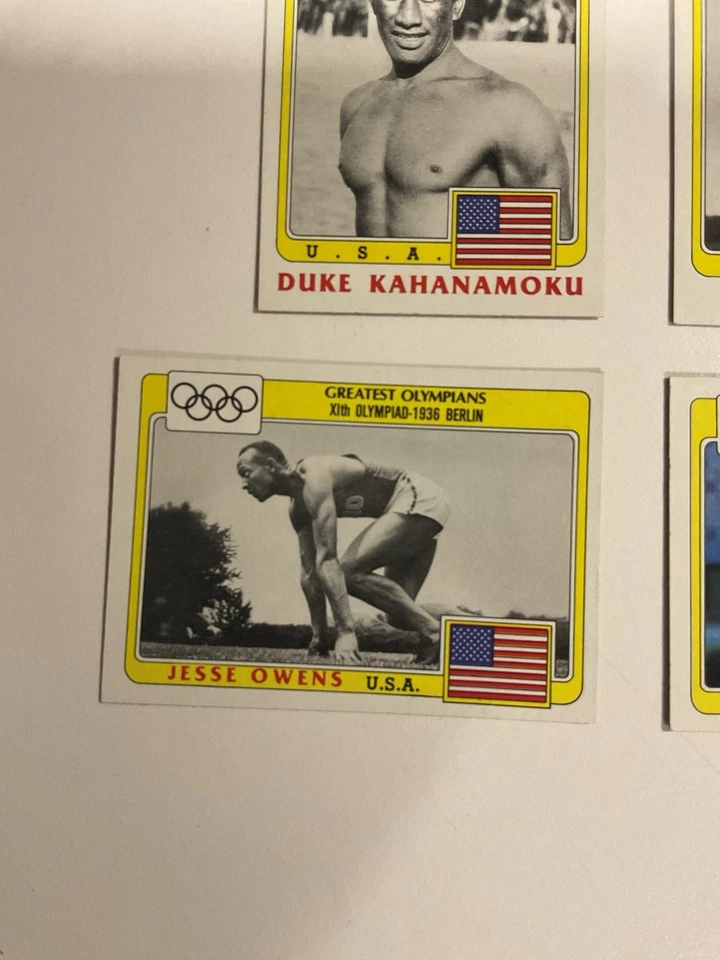 U.S.A.
DUKE KAHANAMOKU
GREATEST OLYMPIANS
XIth OLYMPIAD-1936 BERLIN
JESSE OWENS U.S.A.